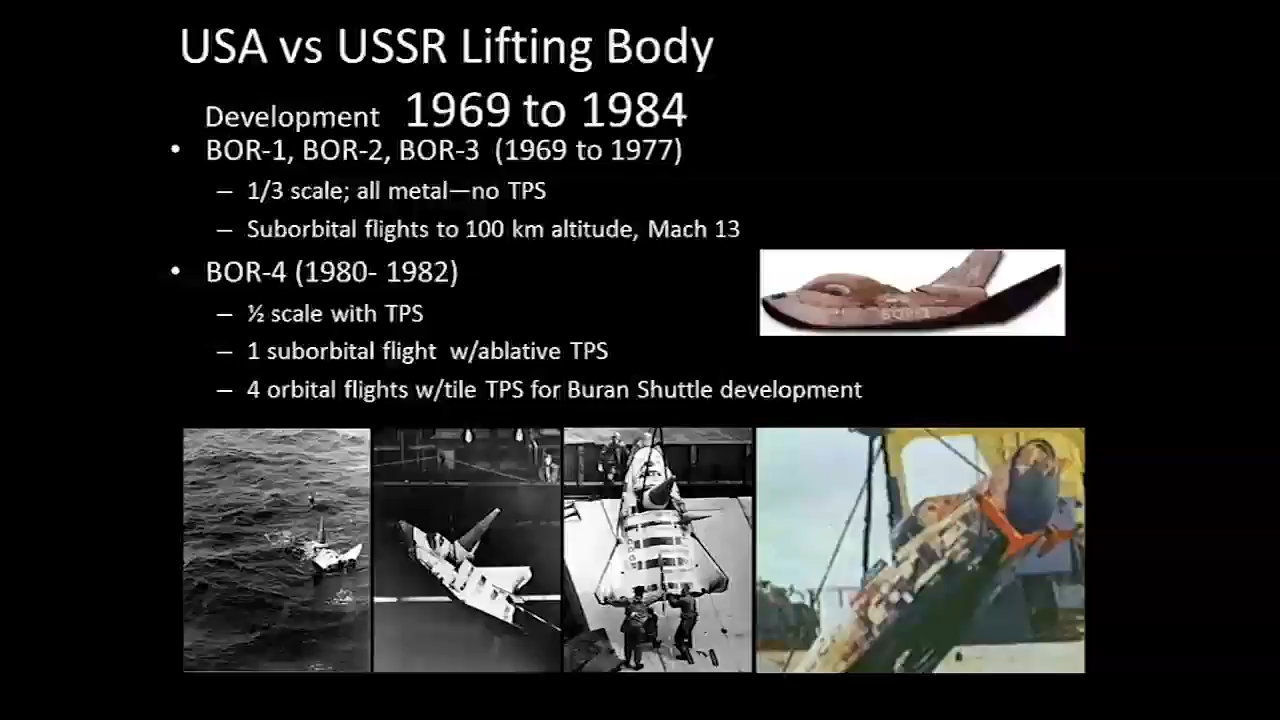 USA vs USSR Lifting Body
Development 1969 to 1984
• BOR-1, BOR-2, BOR-3 (1969 to 1977)
– 1/3 scale; all metal—no TPS
– Suborbital flights to 100 km altitude, Mach 13
• BOR-4 (1980- 1982)
– ½ scale with TPS
– 1 suborbital flight w/ablative TPS
– 4 orbital flights w/tile TPS for Buran Shuttle development